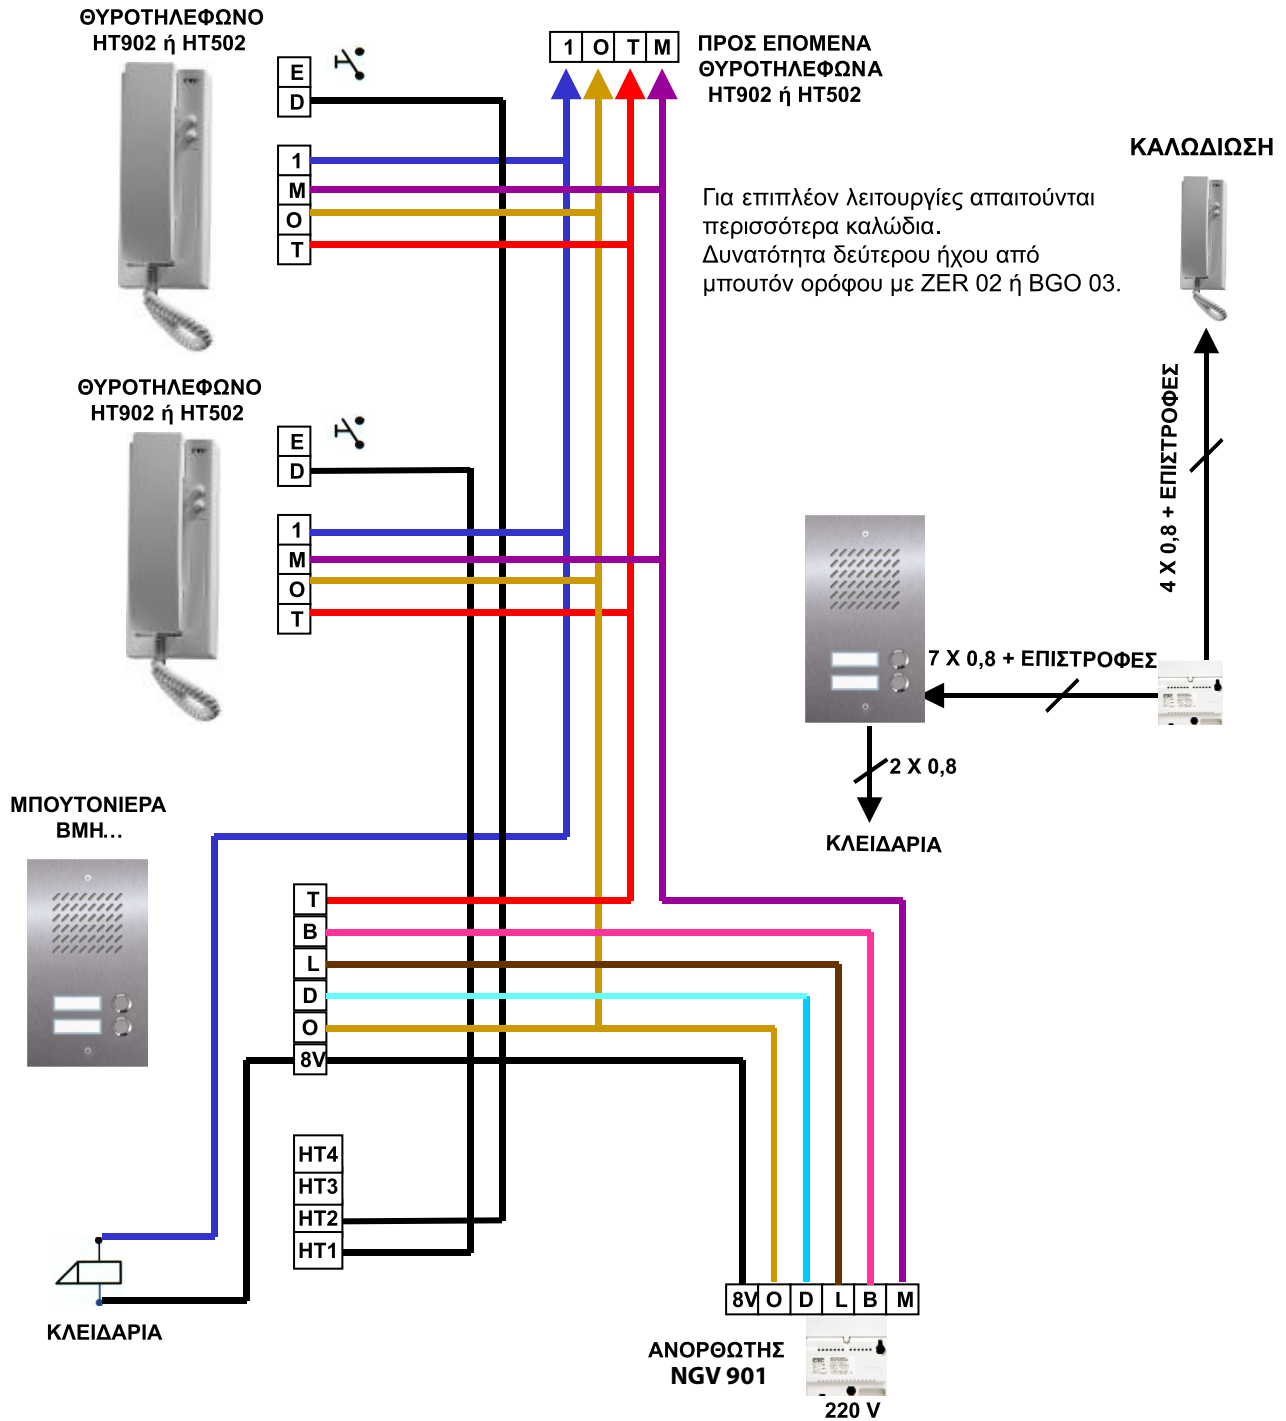 ΘΥΡΟΤΗΛΕΦΩΝΟ
HT902 ή HT502
E
D
1
M
O
T
1 O T M
ΠΡΟΣ ΕΠΟΜΕΝΑ
ΘΥΡΟΤΗΛΕΦΩΝΑ
HT902 ή HT502
Για επιπλέον λειτουργίες απαιτούνται
περισσότερα καλώδια.
Δυνατότητα δεύτερου ήχου από
μπουτόν ορόφου με ZER 02 ή BGO 03.
ΚΑΛΩΔΙΩΣΗ
4 X 0,8 + ΕΠΙΣΤΡΟΦΕΣ
7 X 0,8 + ΕΠΙΣΤΡΟΦΕΣ
2 X 0,8
ΚΛΕΙΔΑΡΙΑ
ΘΥΡΟΤΗΛΕΦΩΝΟ
HT902 ή HT502
E
D
1
M
O
T
ΜΠΟΥΤΟΝΙΕΡΑ
BMH...
T
B
L
D
O
8V
HT4
HT3
HT2
HT1
ΚΛΕΙΔΑΡΙΑ
8V O D L B M
ΑΝΟΡΘΩΤΗΣ
NGV 901
220 V